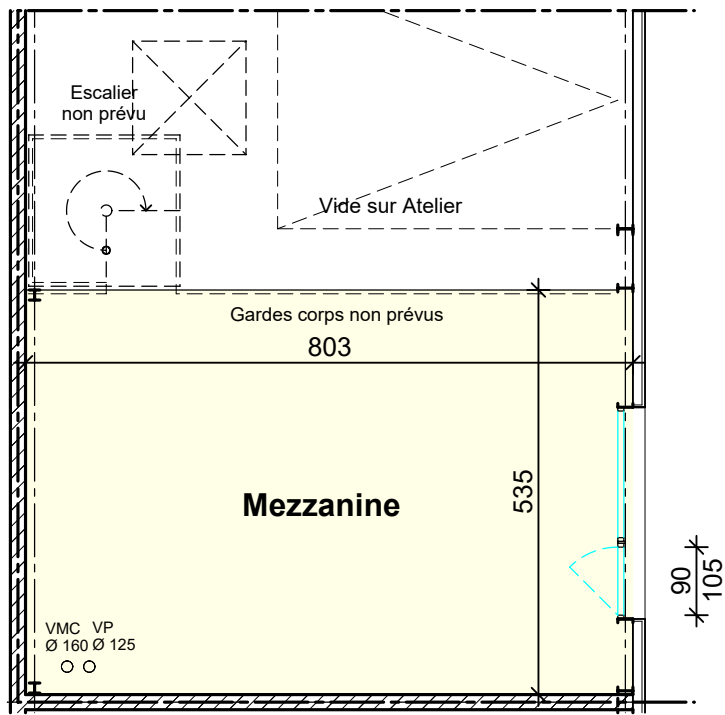 Escalier
non prévu
Vide sur Atelier
Gardes corps non prévus
803
Mezzanine
535
90
105
VMC VP
Ø 160 Ø 125